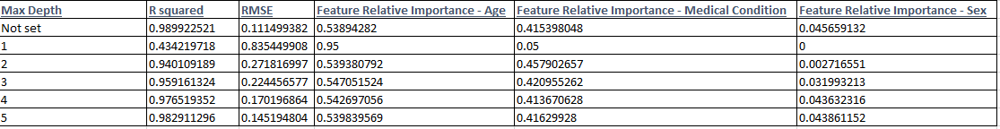 Max Depth R squared RMSE Feature Relative Importance - Age Feature Relative Importance - Medical Condition Feature Relative Importance - Sex
Not set 0.989922521 0.111499382 0.53894282 0.415398048 0.045659132
1 0.434219718 0.835449908 0.95 0.05 0
2 0.940109189 0.271816997 0.539380792 0.457902657 0.002716551
3 0.959161324 0.224456577 0.547051524 0.420955262 0.031993213
4 0.976519352 0.170196864 0.542697056 0.413670628 0.043632316
5 0.982911296 0.145194804 0.539839569 0.41629928 0.043861152